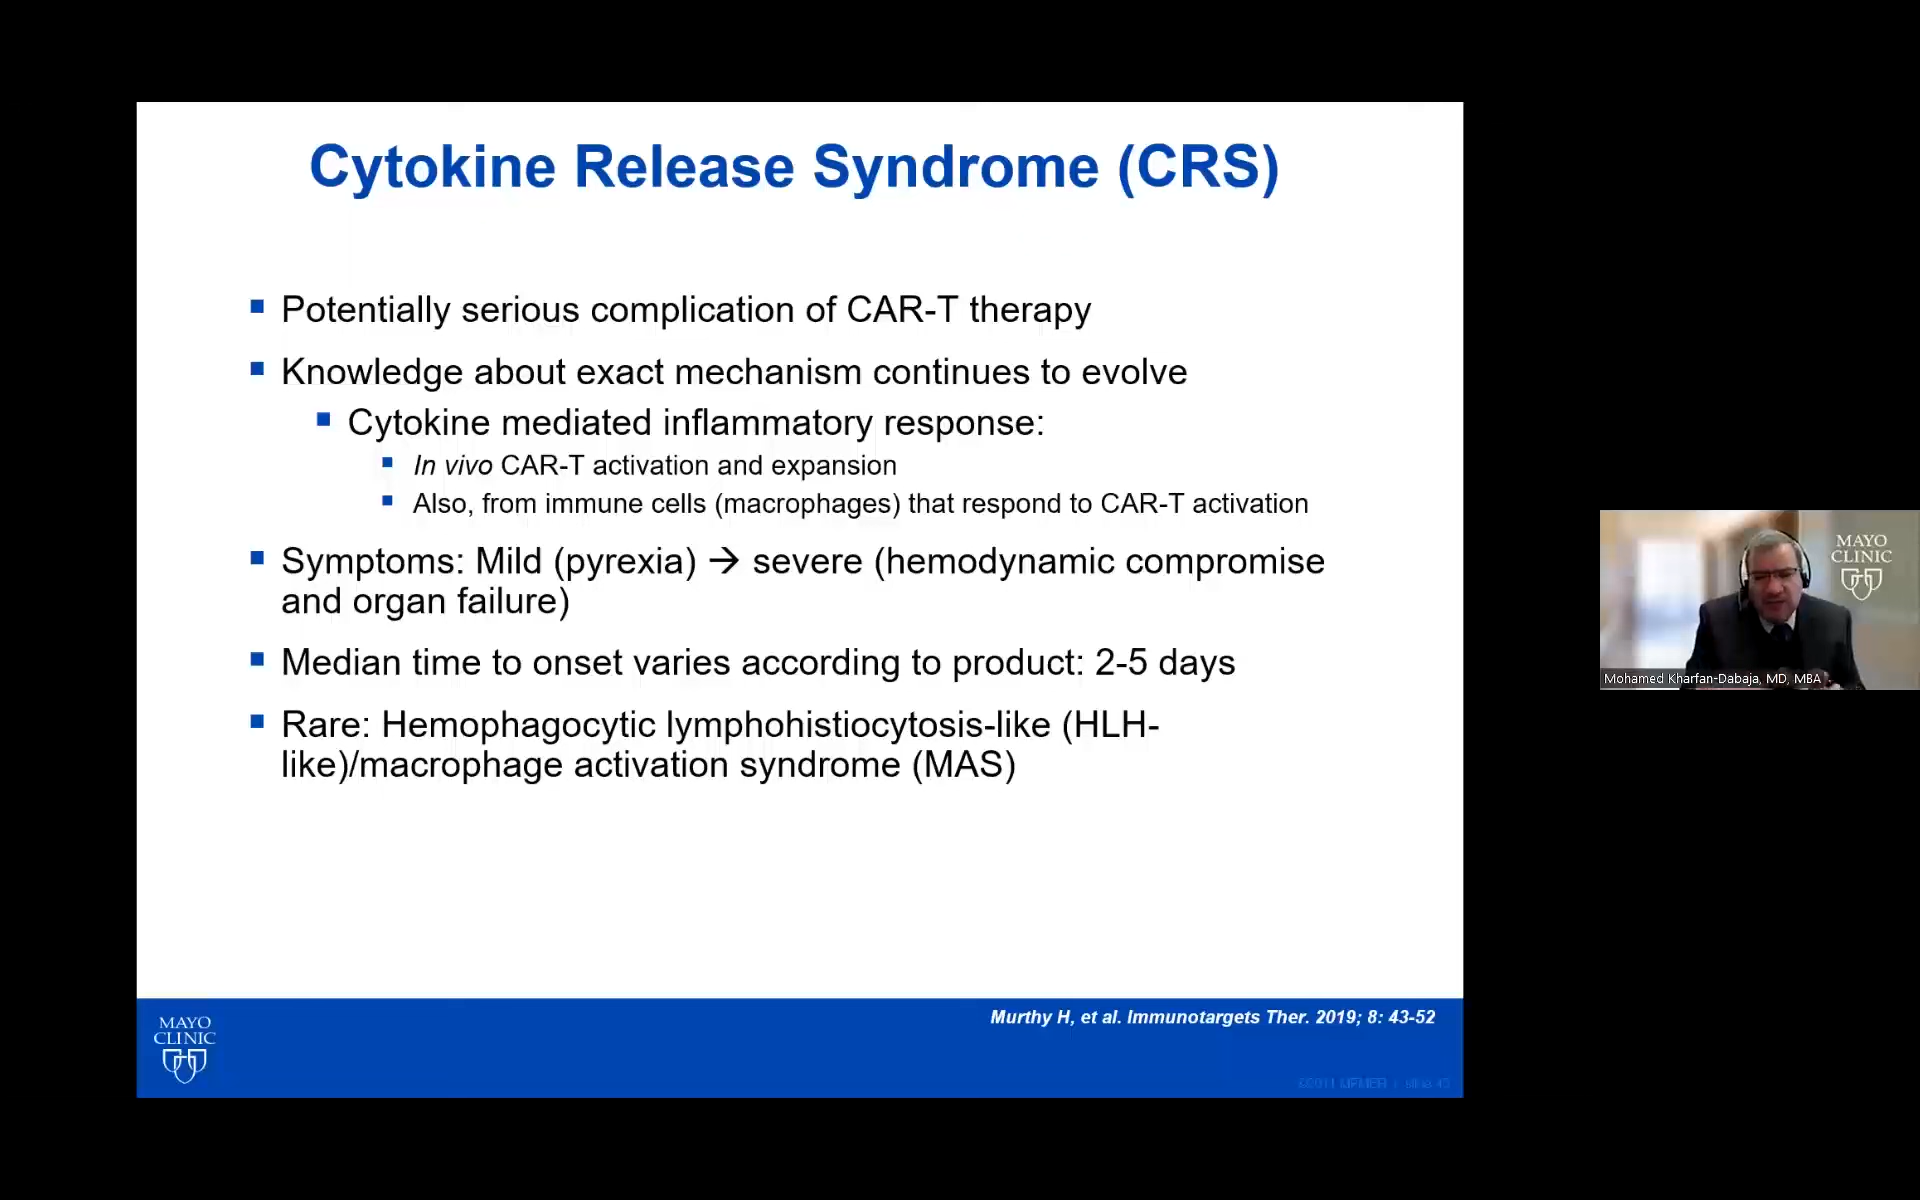 Cytokine Release Syndrome (CRS)
Potentially serious complication of CAR-T therapy
Knowledge about exact mechanism continues to evolve
Cytokine mediated inflammatory response:
In vivo CAR-T activation and expansion
Also, from immune cells (macrophages) that respond to CAR-T activation
Symptoms: Mild (pyrexia) → severe (hemodynamic compromise
and organ failure)
Median time to onset varies according to product: 2-5 days
Rare: Hemophagocytic lymphohistiocytosis-like (HLH-
like)/macrophage activation syndrome (MAS)
MAYO
CLINIC
Murthy H, et al. Immunotargets Ther. 2019; 8: 43-52
MAYO
CLINIC
Mohamed Kharfan-Dabaja, MD, MBA